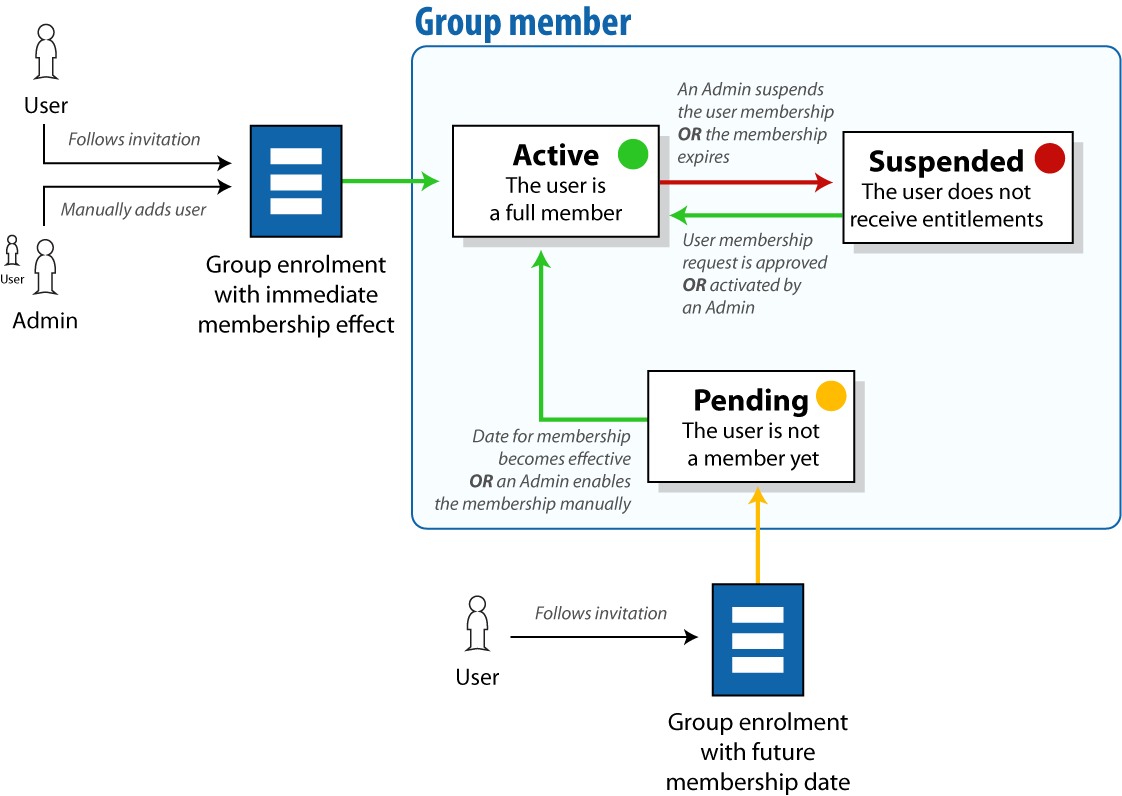 Group member
User
Follows invitation
Manually adds user
User
Admin
Group enrolment
with immediate
membership effect
Active
The user is
a full member
An Admin suspends
the user membership
OR the membership
expires
Suspended
The user does not
receive entitlements
User membership
request is approved
OR activated by
an Admin
Pending
The user is not
a member yet
Date for membership
becomes effective
OR an Admin enables
the membership manually
Follows invitation
User
Group enrolment
with future
membership date